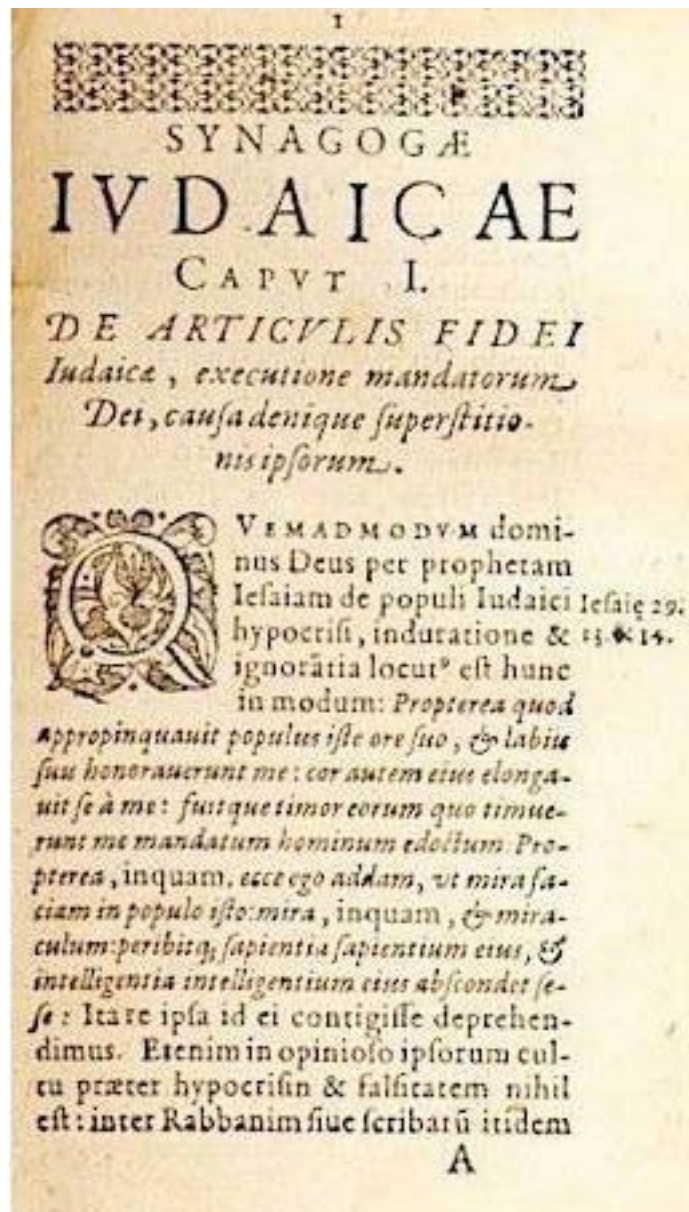 1
SYNAGOGÆ
IVDAICAE
CAPVT I.
DE ARTICVLIS FIDEI
Iudaicæ, executione mandatorum
Dei, causa denique superstitio-
nis ipsorum.
QVEMADMODVM domi-
nus Deus per prophetam
Iesaiam de populi Iudaici Iesaię 29.
hypocrisi, induratione & 13. & 14.
ignorãtia locutꝰ est hunc
in modum: Propterea quod
appropinquauit populus iste ore suo, & labiis
suis honorauerunt me: cor autem eius elonga-
uit se à me: fuitque timor eorum quo timue-
runt me mandatum hominum edoctum: Pro-
pterea, inquam, ecce ego addam, vt mira fa-
ciam in populo isto: mira, inquam, & mira-
culum: peribitq; sapientia sapientium eius, &
intelligentia intelligentium eius abscondet se-
se: Ita re ipsa id ei contigisse deprehen-
dimus. Etenim in opinioso ipsorum cul-
tu præter hypocrisin & falsitatem nihil
est: inter Rabbanim siue scribarũ itidem
A